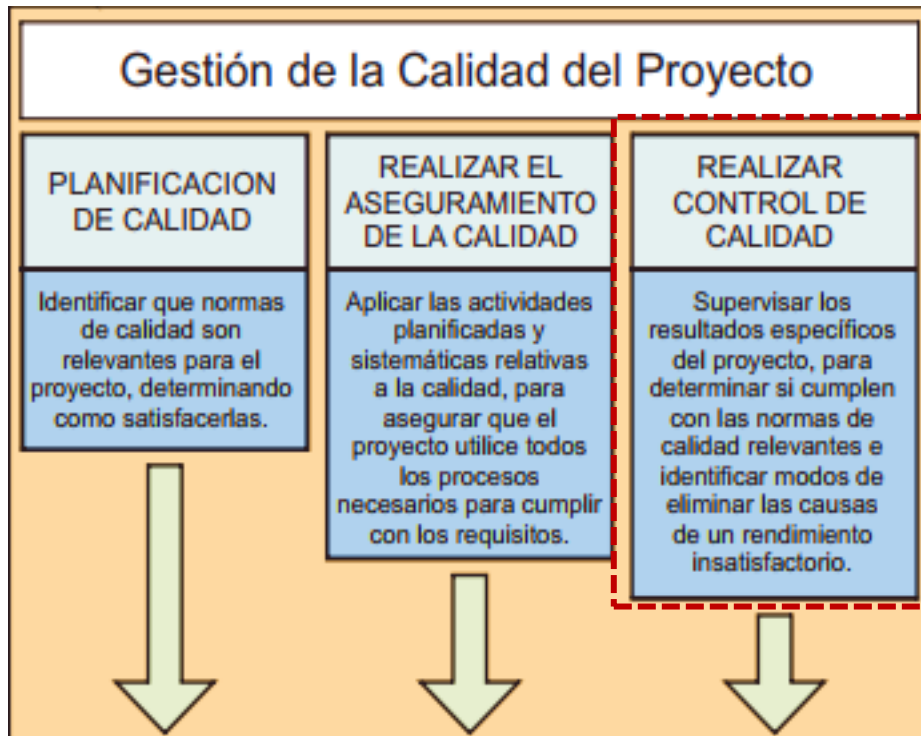 Gestión de la Calidad del Proyecto
PLANIFICACION
DE CALIDAD
Identificar que normas
de calidad son
relevantes para el
proyecto, determinando
como satisfacerlas.
REALIZAR EL
ASEGURAMIENTO
DE LA CALIDAD
Aplicar las actividades
planificadas y
sistemáticas relativas
a la calidad, para
asegurar que el
proyecto utilice todos
los procesos
necesarios para cumplir
con los requisitos.
REALIZAR
CONTROL DE
CALIDAD
Supervisar los
resultados específicos
del proyecto, para
determinar si cumplen
con las normas de
calidad relevantes e
identificar modos de
eliminar las causas
de un rendimiento
insatisfactorio.